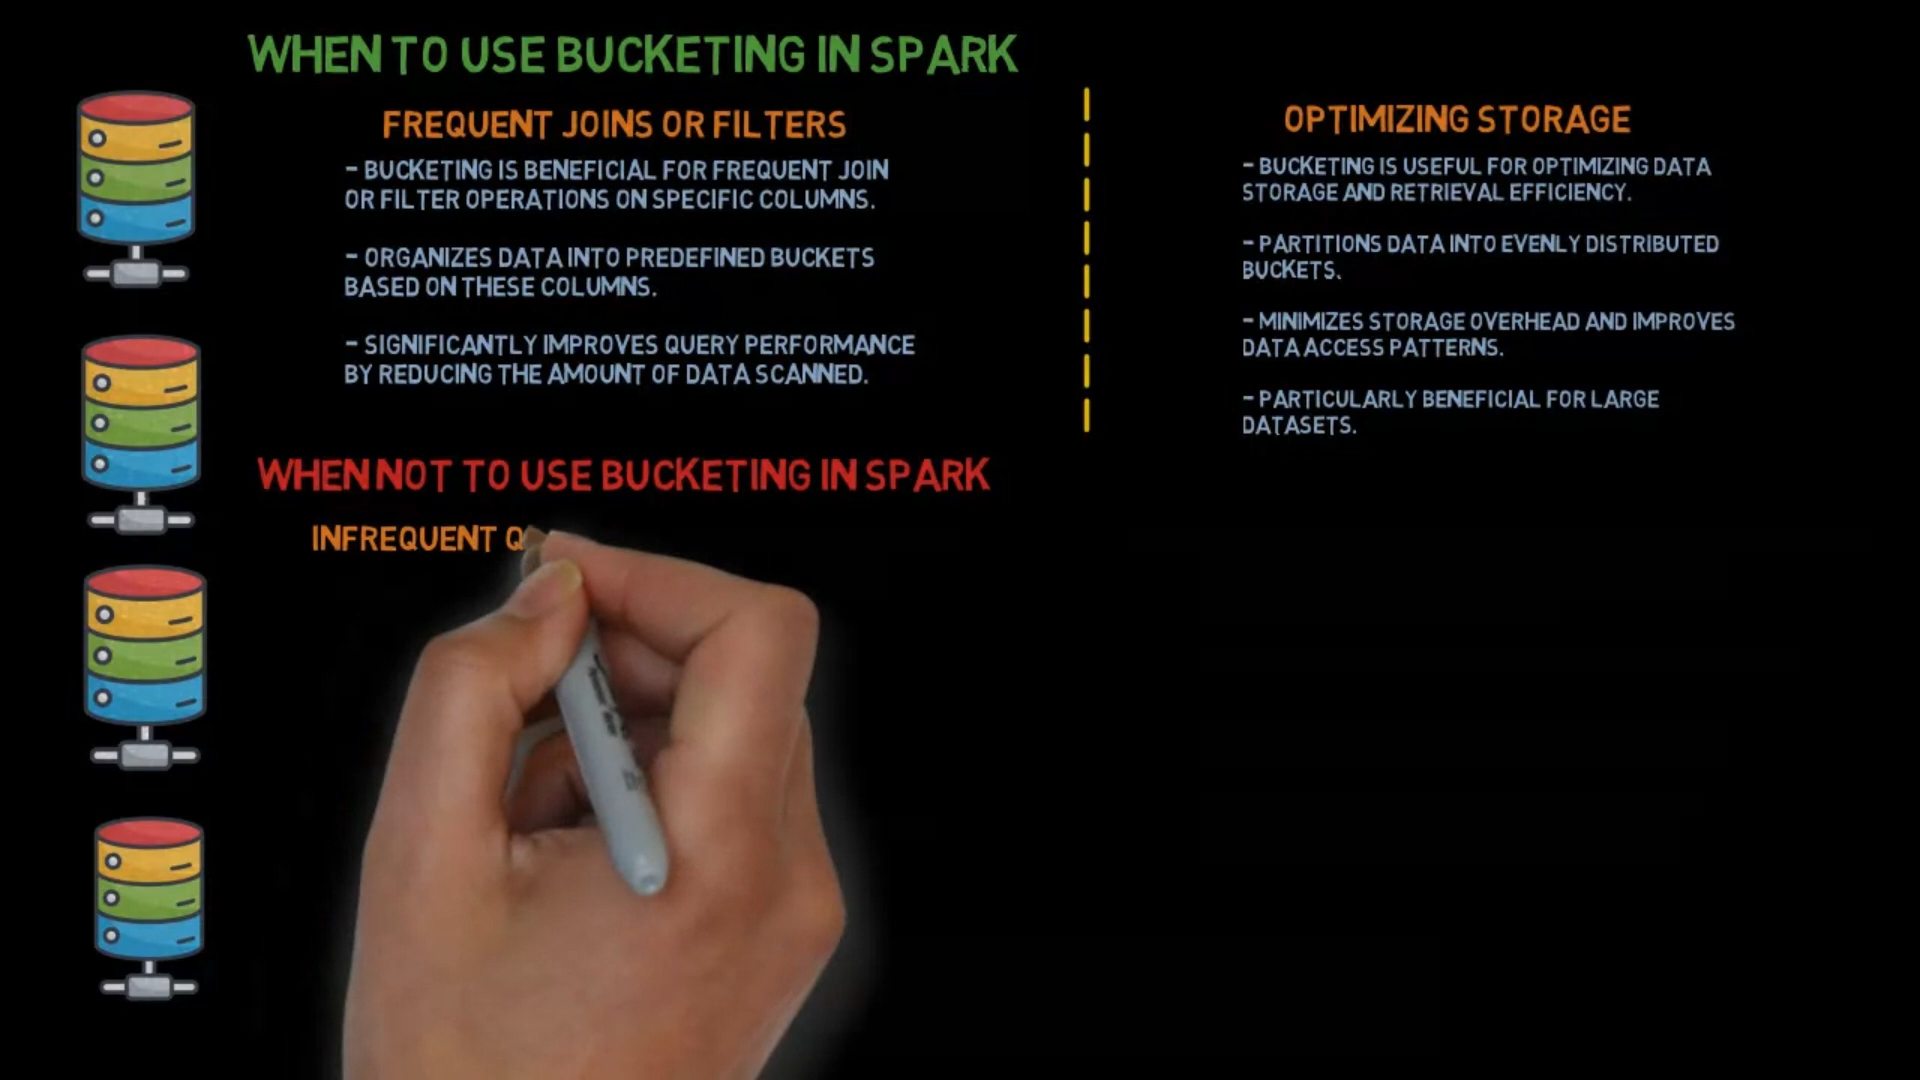 WHEN TO USE BUCKETING IN SPARK
FREQUENT JOINS OR FILTERS
- BUCKETING IS BENEFICIAL FOR FREQUENT JOIN
OR FILTER OPERATIONS ON SPECIFIC COLUMNS.
- ORGANIZES DATA INTO PREDEFINED BUCKETS
BASED ON THESE COLUMNS.
- SIGNIFICANTLY IMPROVES QUERY PERFORMANCE
BY REDUCING THE AMOUNT OF DATA SCANNED.
OPTIMIZING STORAGE
- BUCKETING IS USEFUL FOR OPTIMIZING DATA
STORAGE AND RETRIEVAL EFFICIENCY.
- PARTITIONS DATA INTO EVENLY DISTRIBUTED
BUCKETS.
- MINIMIZES STORAGE OVERHEAD AND IMPROVES
DATA ACCESS PATTERNS.
- PARTICULARLY BENEFICIAL FOR LARGE
DATASETS.
WHEN NOT TO USE BUCKETING IN SPARK
INFREQUENT Q